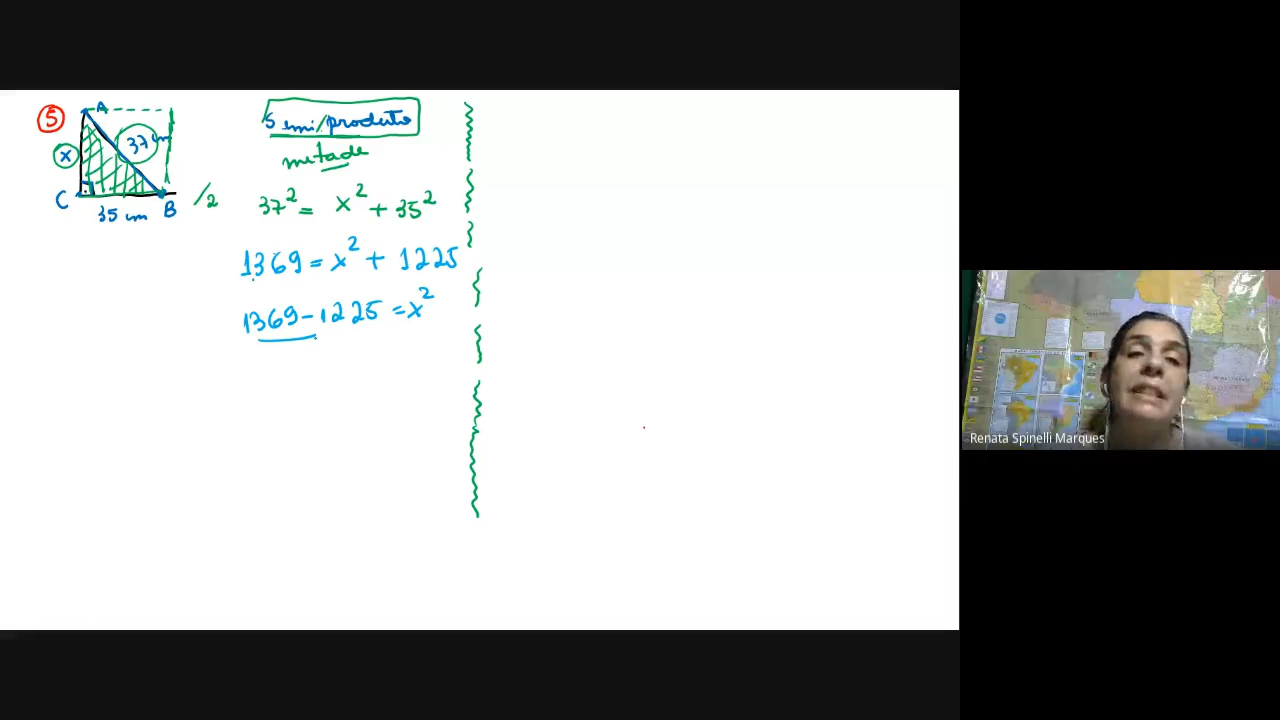 5
A
37 cm
x
C
35 cm
B
/2
Semi/produto
metade
37² = x² + 35²
1369 = x² + 1225
1369 - 1225 = x²
Renata Spinelli Marques